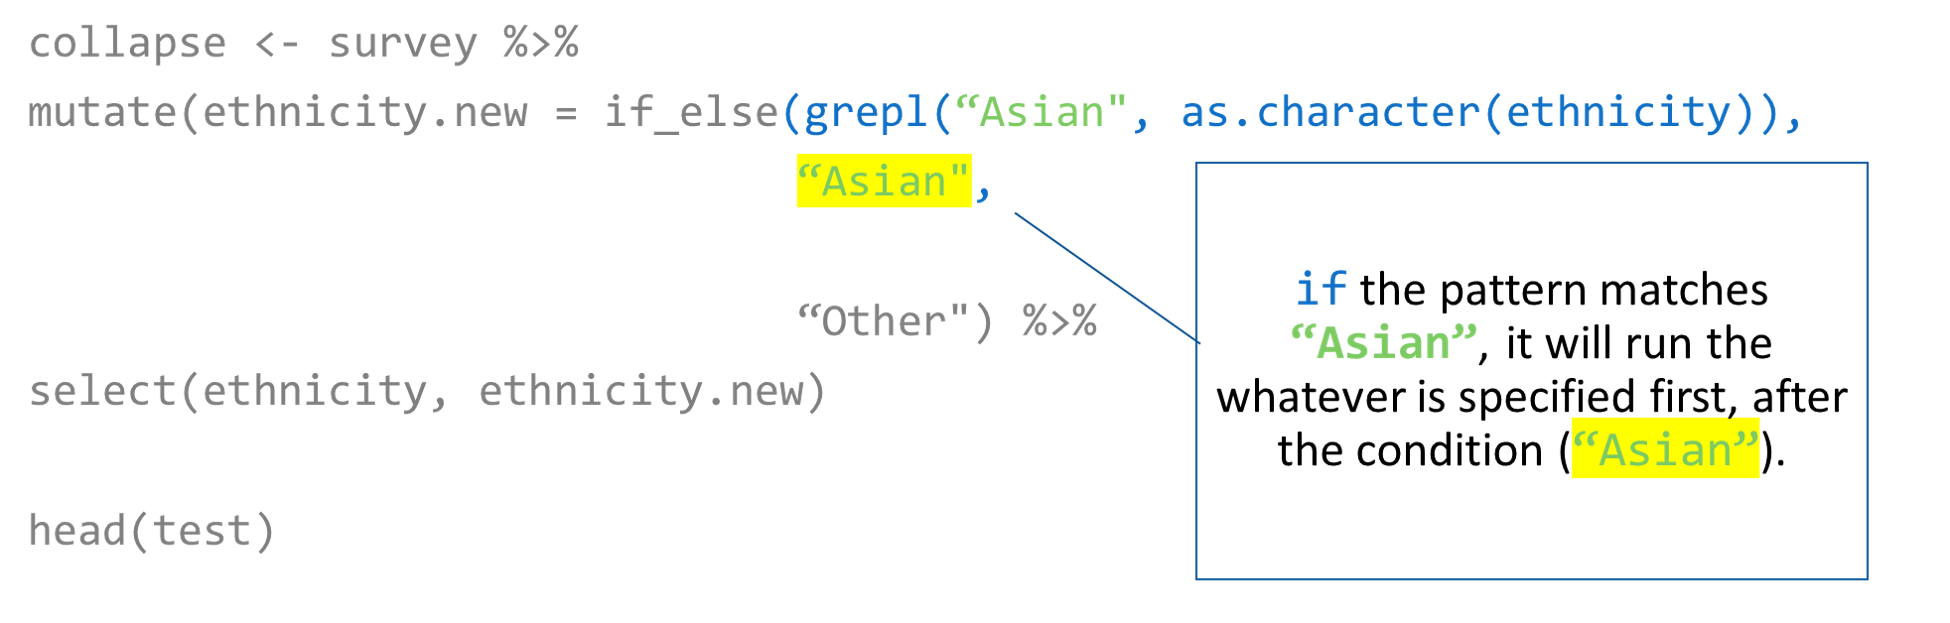 collapse <- survey %>%
mutate(ethnicity.new = if_else(grepl(“Asian", as.character(ethnicity)),
“Asian",
“Other") %>%
select(ethnicity, ethnicity.new)
head(test)
if the pattern matches
“Asian”, it will run the
whatever is specified first, after
the condition (“Asian”).